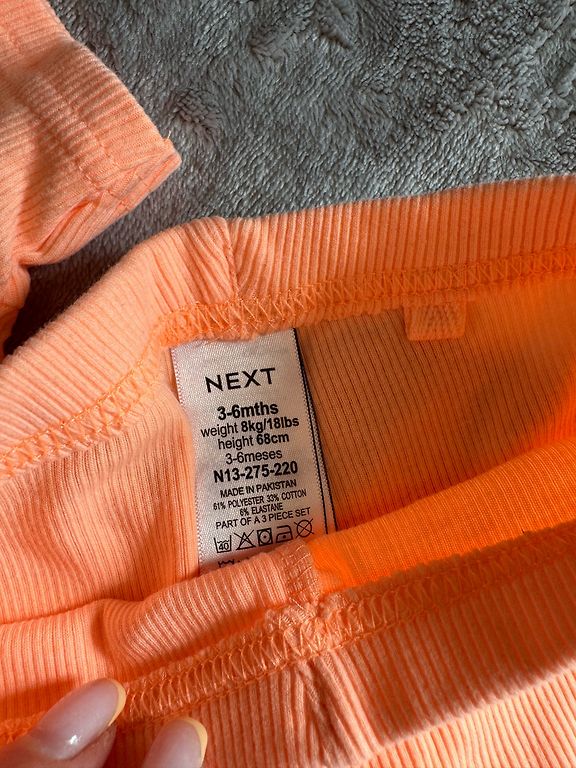 NEXT
3-6mths
weight 8kg/18lbs
height 68cm
3-6meses
N13-275-220
MADE IN PAKISTAN
61% POLYESTER 33% COTTON
6% ELASTANE
PART OF A 3 PIECE SET
40